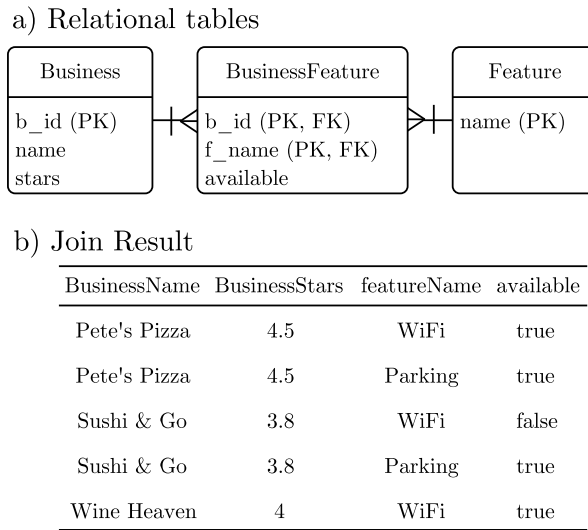 a) Relational tables
Business BusinessFeature Feature
b_id (PK) b_id (PK, FK) name (PK)
name f_name (PK, FK)
stars available
b) Join Result
BusinessName BusinessStars featureName available
Pete's Pizza 4.5 WiFi true
Pete's Pizza 4.5 Parking true
Sushi & Go 3.8 WiFi false
Sushi & Go 3.8 Parking true
Wine Heaven 4 WiFi true